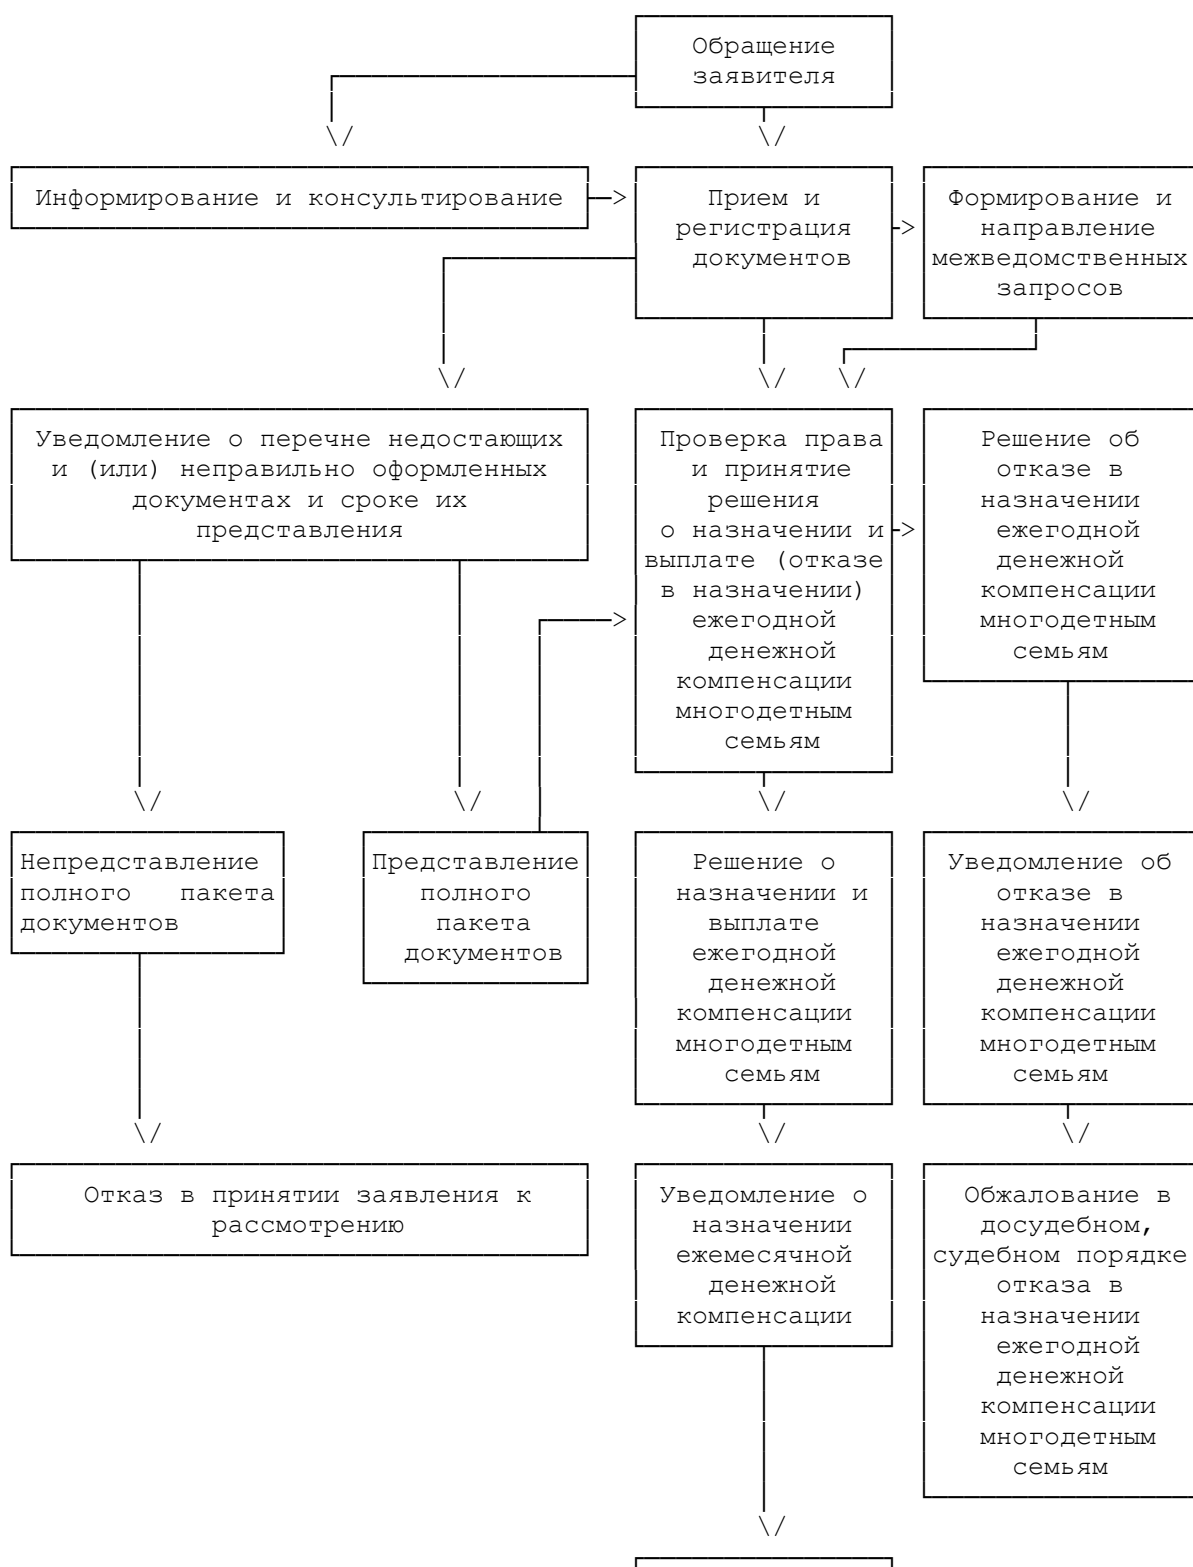 Обращение
заявителя
Информирование и консультирование
Прием и
регистрация
документов
Формирование и
направление
межведомственных
запросов
Уведомление о перечне недостающих
и (или) неправильно оформленных
документах и сроке их
представления
Проверка права
и принятие
решения
о назначении и
выплате (отказе
в назначении)
ежегодной
денежной
компенсации
многодетным
семьям
Решение об
отказе в
назначении
ежегодной
денежной
компенсации
многодетным
семьям
Непредставление
полного пакета
документов
Представление
полного
пакета
документов
Решение о
назначении и
выплате
ежегодной
денежной
компенсации
многодетным
семьям
Уведомление об
отказе в
назначении
ежегодной
денежной
компенсации
многодетным
семьям
Отказ в принятии заявления к
рассмотрению
Уведомление о
назначении
ежемесячной
денежной
компенсации
Обжалование в
досудебном,
судебном порядке
отказа в
назначении
ежегодной
денежной
компенсации
многодетным
семьям